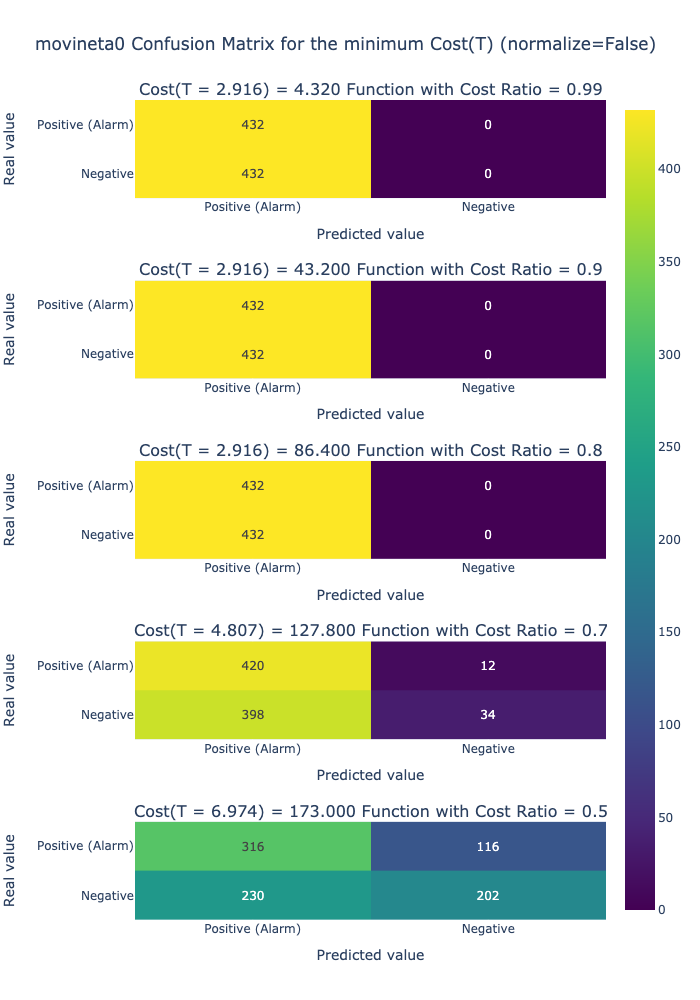 movineta0 Confusion Matrix for the minimum Cost(T) (normalize=False)
Cost(T = 2.916) = 4.320 Function with Cost Ratio = 0.99
Real value
Positive (Alarm) 432 0
Negative 432 0
Positive (Alarm) Negative
Predicted value
Cost(T = 2.916) = 43.200 Function with Cost Ratio = 0.9
Real value
Positive (Alarm) 432 0
Negative 432 0
Positive (Alarm) Negative
Predicted value
Cost(T = 2.916) = 86.400 Function with Cost Ratio = 0.8
Real value
Positive (Alarm) 432 0
Negative 432 0
Positive (Alarm) Negative
Predicted value
Cost(T = 4.807) = 127.800 Function with Cost Ratio = 0.7
Real value
Positive (Alarm) 420 12
Negative 398 34
Positive (Alarm) Negative
Predicted value
Cost(T = 6.974) = 173.000 Function with Cost Ratio = 0.5
Real value
Positive (Alarm) 316 116
Negative 230 202
Positive (Alarm) Negative
Predicted value
400
350
300
250
200
150
100
50
0